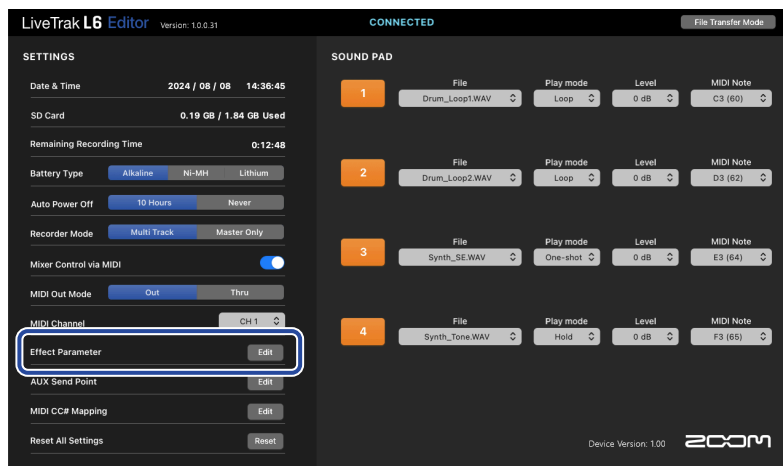 LiveTrak L6 Editor Version: 1.0.0.31
CONNECTED
File Transfer Mode
SETTINGS
Date & Time 2024 / 08 / 08 14:36:45
SD Card 0.19 GB / 1.84 GB Used
Remaining Recording Time 0:12:48
Battery Type Alkaline Ni-MH Lithium
Auto Power Off 10 Hours Never
Recorder Mode Multi Track Master Only
Mixer Control via MIDI
MIDI Out Mode Out Thru
MIDI Channel CH 1
Effect Parameter Edit
AUX Send Point Edit
MIDI CC# Mapping Edit
Reset All Settings Reset
SOUND PAD
File Play mode Level MIDI Note
1 Drum_Loop1.WAV Loop 0 dB C3 (60)
File Play mode Level MIDI Note
2 Drum_Loop2.WAV Loop 0 dB D3 (62)
File Play mode Level MIDI Note
3 Synth_SE.WAV One-shot 0 dB E3 (64)
File Play mode Level MIDI Note
4 Synth_Tone.WAV Hold 0 dB F3 (65)
Device Version: 1.00 ZOOM